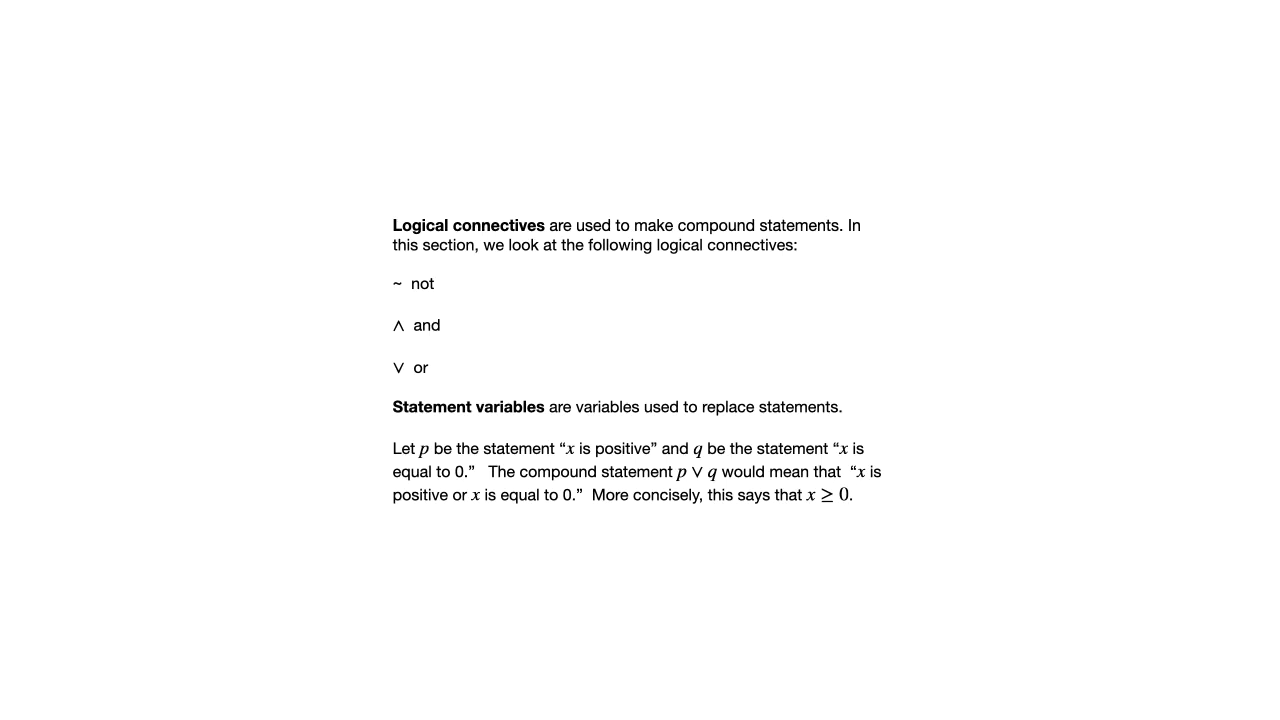 Logical connectives are used to make compound statements. In
this section, we look at the following logical connectives:
~ not
∧ and
∨ or
Statement variables are variables used to replace statements.
Let p be the statement “x is positive” and q be the statement “x is
equal to 0.” The compound statement p ∨ q would mean that “x is
positive or x is equal to 0.” More concisely, this says that x ≥ 0.